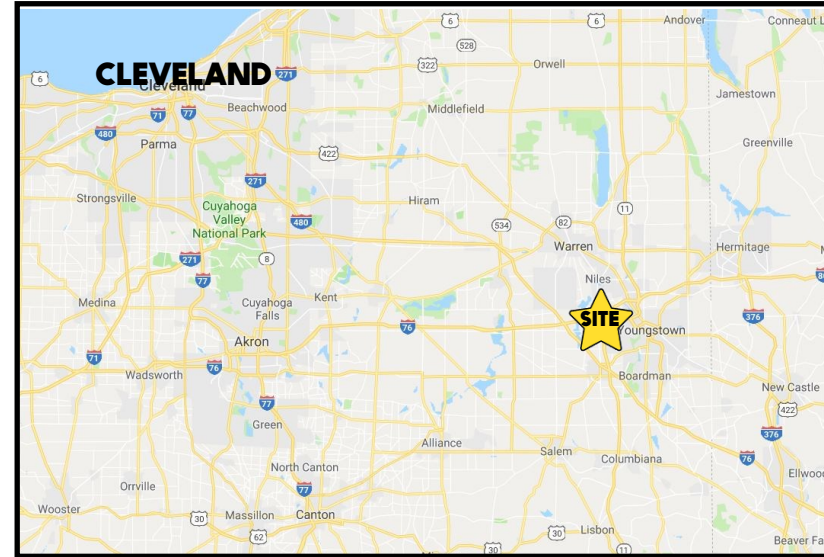 6
6
Andover
Conneaut L
528
CLEVELAND
271
322
Orwell
6
Cleveland
Jamestown
71
77
Beachwood
Middlefield
480
Parma
422
Greenville
271
Strongsville
Cuyahoga
Valley
National Park
Hiram
480
534
82
11
Warren
Hermitage
271
8
77
Niles
80
Medina
Cuyahoga
Falls
Kent
76
SITE
Youngstown
376
Akron
71
Wadsworth
76
Boardman
New Castle
77
422
Green
376
Alliance
Salem
Columbiana
76
North Canton
Ellwoo
Orrville
77
Wooster
30
Massillon
Canton
62
30
Lisbon
30
11
Beaver Fa